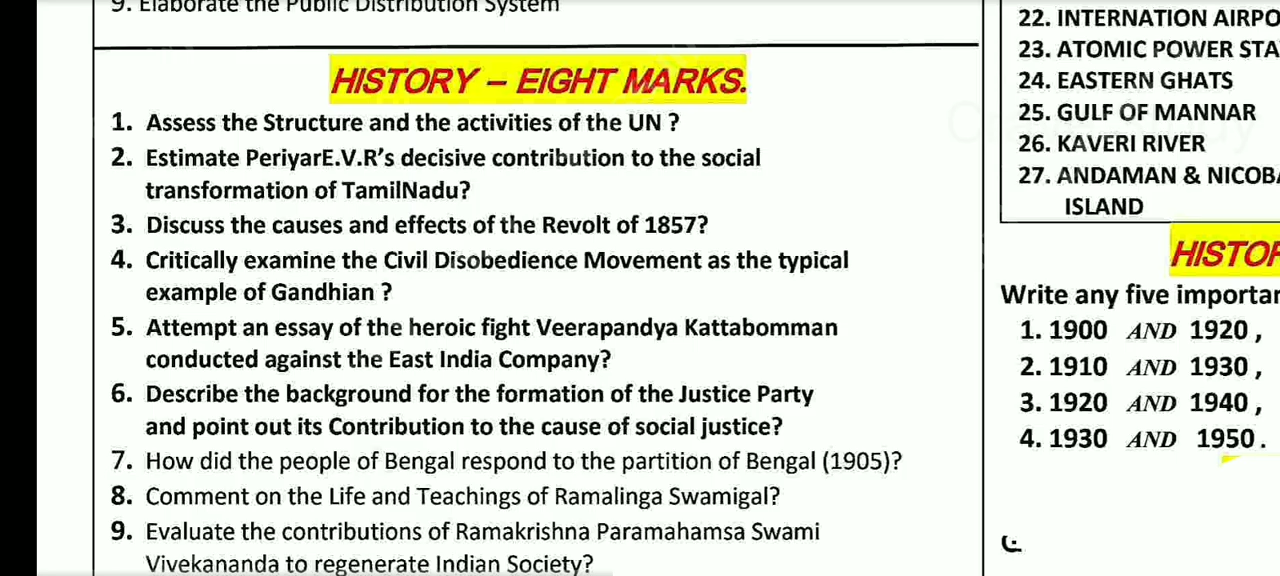 9. Elaborate the Public Distribution System
HISTORY – EIGHT MARKS.
1. Assess the Structure and the activities of the UN ?
2. Estimate PeriyarE.V.R's decisive contribution to the social
transformation of TamilNadu?
3. Discuss the causes and effects of the Revolt of 1857?
4. Critically examine the Civil Disobedience Movement as the typical
example of Gandhian ?
5. Attempt an essay of the heroic fight Veerapandya Kattabomman
conducted against the East India Company?
6. Describe the background for the formation of the Justice Party
and point out its Contribution to the cause of social justice?
7. How did the people of Bengal respond to the partition of Bengal (1905)?
8. Comment on the Life and Teachings of Ramalinga Swamigal?
9. Evaluate the contributions of Ramakrishna Paramahamsa Swami
Vivekananda to regenerate Indian Society?
22. INTERNATION AIRPO
23. ATOMIC POWER STA
24. EASTERN GHATS
25. GULF OF MANNAR
26. KAVERI RIVER
27. ANDAMAN & NICOBA
ISLAND
HISTOR
Write any five importan
1. 1900 AND 1920 ,
2. 1910 AND 1930 ,
3. 1920 AND 1940 ,
4. 1930 AND 1950 .